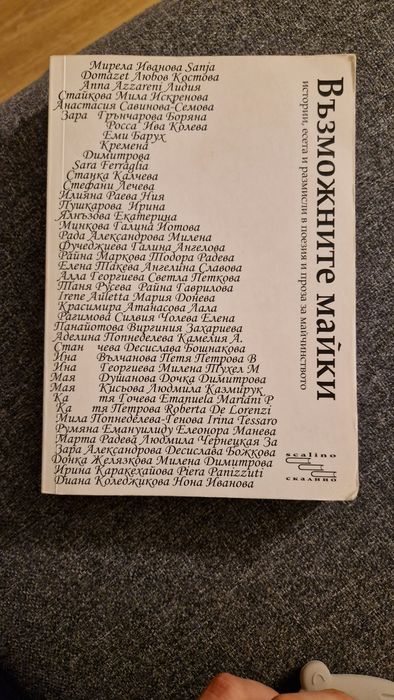 Мирела Иванова Sanja
Domazet Любов Костова
Anna Azzareni Лидия
Стайкова Мила Искренова
Анастасия Савинова-Семова
Зара Грънчарова Боряна
Росса Ива Колева
Еми Барух
Кремена
Димитрова
Sara Ferraglia
Станка Калчева
Стефани Лечева
Илияна Раева Ния
Пушкарова Ирина
Ялнъзова Екатерина
Минкова Галина Йотова
Рада Александрова Милена
Фучеджиева Галина Ангелова
Райна Маркова Тодора Радева
Елена Такева Ангелина Славова
Алла Георгиева Светла Петкова
Таня Русева Райна Гаврилова
Irene Auletta Мария Донева
Красимира Атанасова Лала
Рагимова Силвия Чолева Елена
Панайотова Виргиния Захариева
Аделина Попнеделева Камелия А.
Стан чева Десислава Бошнакова
Ина Вълчанова Петя Петрова В
Ина Георгиева Милена Тухел М
Мая Душанова Дочка Димитрова
Мая Кисьова Людмила Казмирук
Ка тя Гочева Emanuela Mariani P
Ка тя Петрова Roberta De Lorenzi
Мила Попнеделева-Генова Irina Tessaro
Румяна Емануилиду Елеонора Манева
Марта Радева Людмила Чернецкая За
Зара Александрова Десислава Божкова
Донка Желязкова Милена Димитрова
Ирина Каракехайова Piera Panizzuti
Диана Коледжикова Нона Иванова
Възможните майки
истории, есета и размисли в поезия и проза за майчинството
scalino
скалино